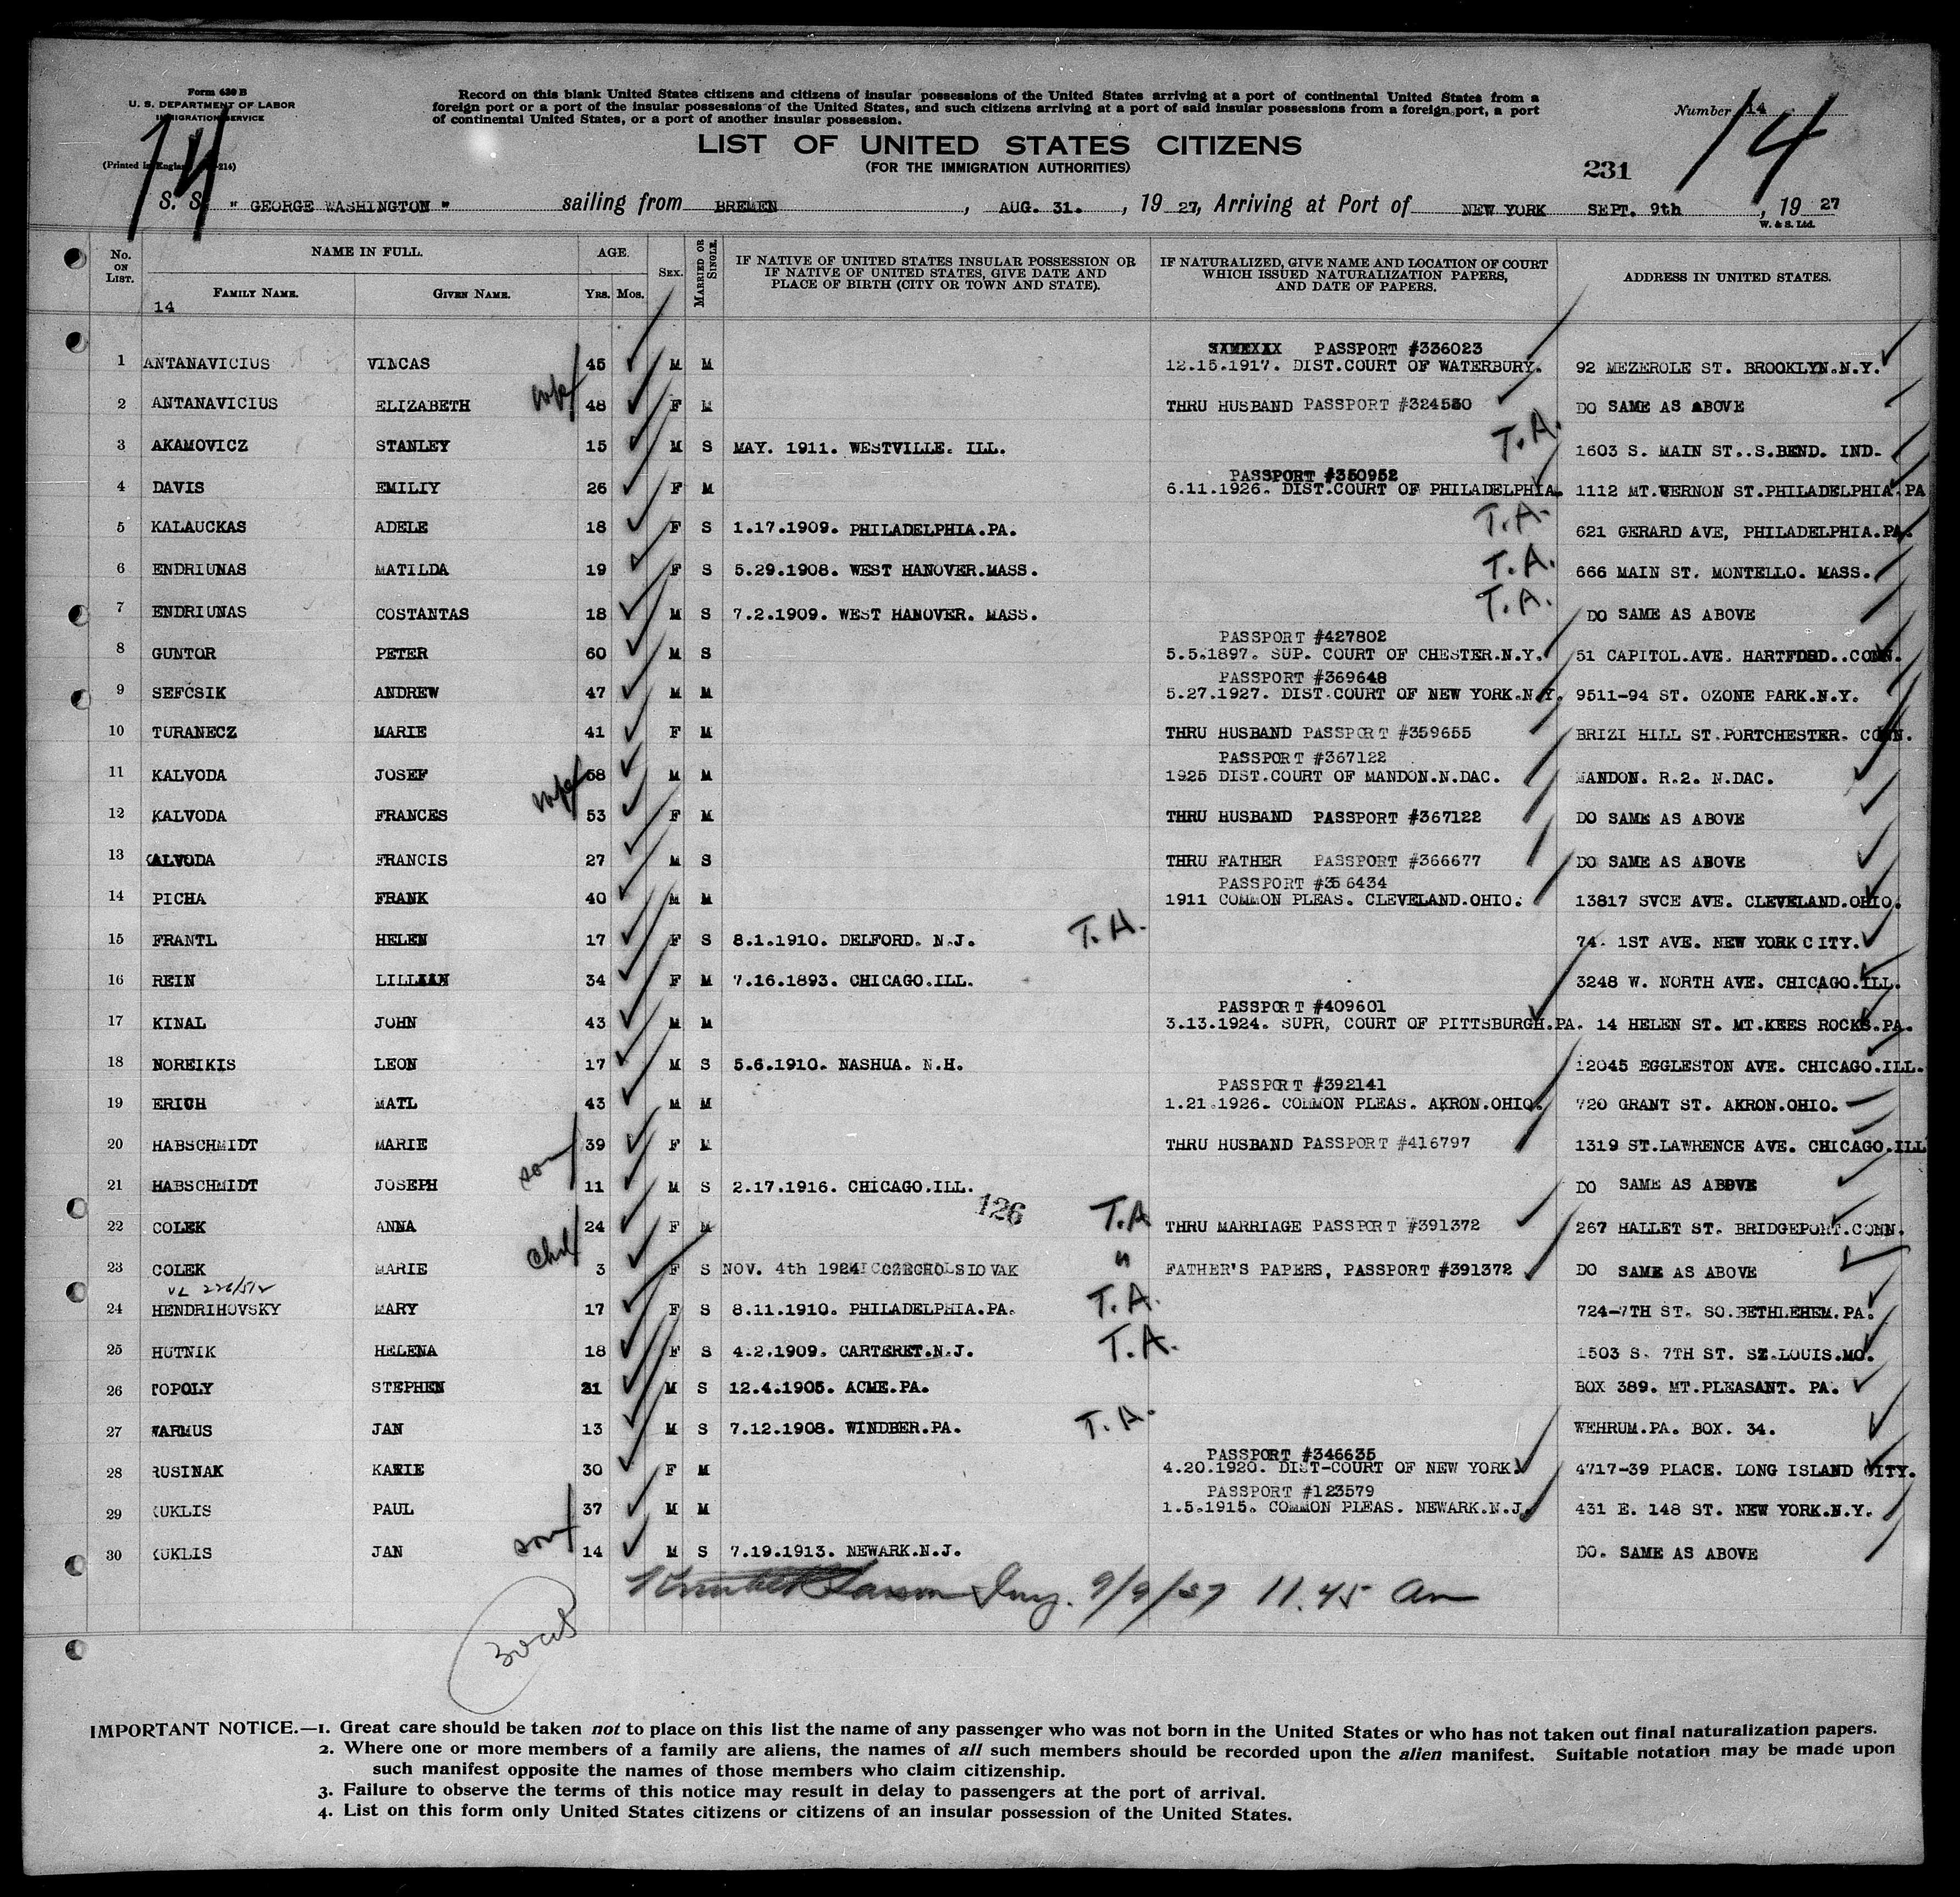 Form 630 B
U. S. DEPARTMENT OF LABOR
IMMIGRATION SERVICE
14
Record on this blank United States citizens and citizens of insular possessions of the United States arriving at a port of continental United States from a
foreign port or a port of the insular possessions of the United States, and such citizens arriving at a port of said insular possessions from a foreign port, a port
of continental United States, or a port of another insular possession.
Number 14
14
LIST OF UNITED STATES CITIZENS
(FOR THE IMMIGRATION AUTHORITIES)
231
S. S. " GEORGE WASHINGTON " sailing from BREMEN, AUG. 31., 1927, Arriving at Port of NEW YORK SEPT. 9th, 1927
W. & S. Ltd.
No. ON LIST. NAME IN FULL. AGE. SEX. MARRIED OR SINGLE. IF NATIVE OF UNITED STATES INSULAR POSSESSION OR IF NATIVE OF UNITED STATES, GIVE DATE AND PLACE OF BIRTH (CITY OR TOWN AND STATE). IF NATURALIZED, GIVE NAME AND LOCATION OF COURT WHICH ISSUED NATURALIZATION PAPERS, AND DATE OF PAPERS. ADDRESS IN UNITED STATES.
FAMILY NAME. GIVEN NAME. YRS. MOS.
14
PASSPORT #336023
1 ANTANAVICIUS VINCAS 45 M M 12.15.1917. DIST.COURT OF WATERBURY. 92 MEZEROLE ST. BROOKLYN.N.Y.
2 ANTANAVICIUS ELIZABETH wife 48 F M THRU HUSBAND PASSPORT #324530 DO SAME AS ABOVE
3 AKAMOVICZ STANLEY 15 M S MAY. 1911. WESTVILLE. ILL. T.A. 1603 S. MAIN ST..S.BEND. IND.
PASSPORT #350952
4 DAVIS EMILIY 26 F M 6.11.1926. DIST.COURT OF PHILADELPHIA. 1112 MT.VERNON ST.PHILADELPHIA.PA
5 KALAUCKAS ADELE 18 F S 1.17.1909. PHILADELPHIA.PA. T.A. 621 GERARD AVE, PHILADELPHIA.PA.
6 ENDRIUNAS MATILDA 19 F S 5.29.1908. WEST HANOVER.MASS. T.A. 666 MAIN ST. MONTELLO. MASS.
7 ENDRIUNAS COSTANTAS 18 M S 7.2.1909. WEST HANOVER. MASS. T.A. DO SAME AS ABOVE
PASSPORT #427802
8 GUNTOR PETER 60 M S 5.5.1897. SUP. COURT OF CHESTER.N.Y. 51 CAPITOL.AVE. HARTFORD..CONN.
PASSPORT #369648
9 SEFCSIK ANDREW 47 M M 5.27.1927. DIST.COURT OF NEW YORK.N.Y. 9511-94 ST. OZONE PARK.N.Y.
10 TURANECZ MARIE 41 F M THRU HUSBAND PASSPORT #359655 BRIZI HILL ST.PORTCHESTER. CONN.
PASSPORT #367122
11 KALVODA JOSEF 58 M M 1925 DIST.COURT OF MANDON.N.DAC. MANDON. R.2. N.DAC.
12 KALVODA FRANCES wife 53 F M THRU HUSBAND PASSPORT #367122 DO SAME AS ABOVE
13 KALVODA FRANCIS 27 M S THRU FATHER PASSPORT #366677 DO SAME AS ABOVE
PASSPORT #356434
14 PICHA FRANK 40 M M 1911 COMMON PLEAS. CLEVELAND.OHIO. 13817 SVCE AVE. CLEVELAND.OHIO.
15 FRANTL HELEN 17 F S 8.1.1910. DELFORD. N.J. T.A. 74. 1ST AVE. NEW YORK CITY.
16 REIN LILLIAN 34 F M 7.16.1893. CHICAGO.ILL. 3248 W. NORTH AVE. CHICAGO.ILL.
PASSPORT #409601
17 KINAL JOHN 43 M M 3.13.1924. SUPR, COURT OF PITTSBURGH.PA. 14 HELEN ST. MT.KEES ROCKS.PA.
18 NOREIKIS LEON 17 M S 5.6.1910. NASHUA. N.H. 12045 EGGLESTON AVE. CHICAGO.ILL.
PASSPORT #392141
19 ERICH MATL 43 M M 1.21.1926. COMMON PLEAS. AKRON.OHIO. 720 GRANT ST. AKRON.OHIO.
20 HABSCHMIDT MARIE 39 F M THRU HUSBAND PASSPORT #416797 1319 ST.LAWRENCE AVE. CHICAGO.ILL
21 HABSCHMIDT JOSEPH son 11 M S 2.17.1916. CHICAGO.ILL. DO SAME AS ABOVE
126
22 COLEK ANNA 24 F M T.A THRU MARRIAGE PASSPORT #391372 267 HALLET ST. BRIDGEPORT.CONN.
23 COLEK MARIE chd 3 F S NOV. 4th 1924 CZECHOSLOVAK " FATHER'S PAPERS, PASSPORT #391372 DO SAME AS ABOVE
24 HENDRIHOVSKY MARY 17 F S 8.11.1910. PHILADELPHIA.PA. T.A. 724-7TH ST. SO.BETHLEHEM.PA.
25 HUTNIK HELENA 18 F S 4.2.1909. CARTERET.N.J. T.A. 1503 S. 7TH ST. ST.LOUIS.MO.
26 TOPOLY STEPHEN 21 M S 12.4.1905. ACME.PA. BOX 389. MT.PLEASANT. PA.
27 VARMUS JAN 13 M S 7.12.1908. WINDBER.PA. T.A. WEHRUM.PA. BOX. 34.
PASSPORT #346635
28 RUSINAK KARIE 30 F M 4.20.1920. DIST-COURT OF NEW YORK. 4717-39 PLACE. LONG ISLAND CITY.
PASSPORT #123579
29 KUKLIS PAUL 37 M M 1.5.1915. COMMON PLEAS. NEWARK.N.J. 431 E. 148 ST. NEW YORK.N.Y.
30 KUKLIS JAN son 14 M S 7.19.1913. NEWARK.N.J. DO. SAME AS ABOVE
Larson Insp. 9/9/27 11.45 am
30 US
IMPORTANT NOTICE.—1. Great care should be taken not to place on this list the name of any passenger who was not born in the United States or who has not taken out final naturalization papers.
2. Where one or more members of a family are aliens, the names of all such members should be recorded upon the alien manifest. Suitable notation may be made upon
such manifest opposite the names of those members who claim citizenship.
3. Failure to observe the terms of this notice may result in delay to passengers at the port of arrival.
4. List on this form only United States citizens or citizens of an insular possession of the United States.